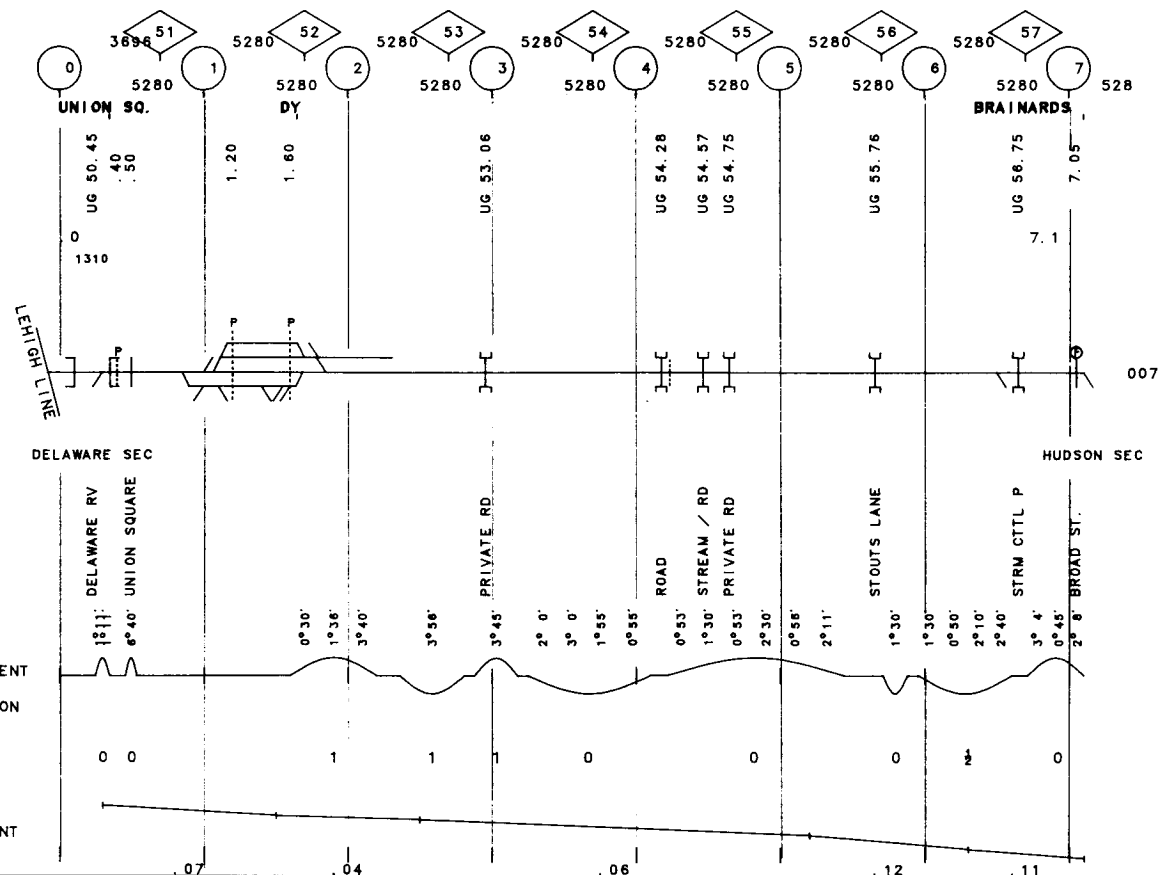 51 52 53 54 55 56 57
3696 5280 5280 5280 5280 5280 5280
0 1 2 3 4 5 6 7
5280 5280 5280 5280 5280 5280 528
UNION SQ. DY BRAINARDS
UG 50.45
.40
.50
1.20
1.60
UG 53.06
UG 54.28
UG 54.57
UG 54.75
UG 55.76
UG 56.75
7.05
0 7.1
1310
LEHIGH LINE
P P P P
007
DELAWARE SEC HUDSON SEC
DELAWARE RV
UNION SQUARE
PRIVATE RD
ROAD
STREAM / RD
PRIVATE RD
STOUTS LANE
STRM CTTL P
BROAD ST.
6°40'
0°30'
1°36'
3°40'
3°56'
3°45'
2° 0'
3° 0'
1°55'
0°55'
0°53'
1°30'
0°53'
2°30'
0°56'
2°11'
1°30'
1°30'
0°50'
2°10'
2°40'
3° 4'
0°45'
2° 8'
ENT
ON
0 0 1 1 1 0 0 0 ½ 0
NT
.07 .04 .06 .12 .11